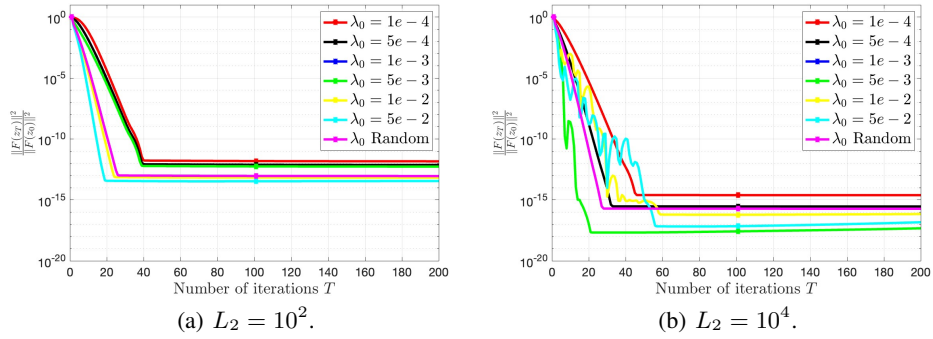 10^0
10^-5
10^-10
10^-15
10^-20
||F(z_T)||^2 / ||F(z_0)||^2
0 20 40 60 80 100 120 140 160 180 200
Number of iterations T
λ_0 = 1e − 4
λ_0 = 5e − 4
λ_0 = 1e − 3
λ_0 = 5e − 3
λ_0 = 1e − 2
λ_0 = 5e − 2
λ_0 Random
(a) L_2 = 10^2.
10^0
10^-5
10^-10
10^-15
10^-20
||F(z_T)||^2 / ||F(z_0)||^2
0 20 40 60 80 100 120 140 160 180 200
Number of iterations T
λ_0 = 1e − 4
λ_0 = 5e − 4
λ_0 = 1e − 3
λ_0 = 5e − 3
λ_0 = 1e − 2
λ_0 = 5e − 2
λ_0 Random
(b) L_2 = 10^4.